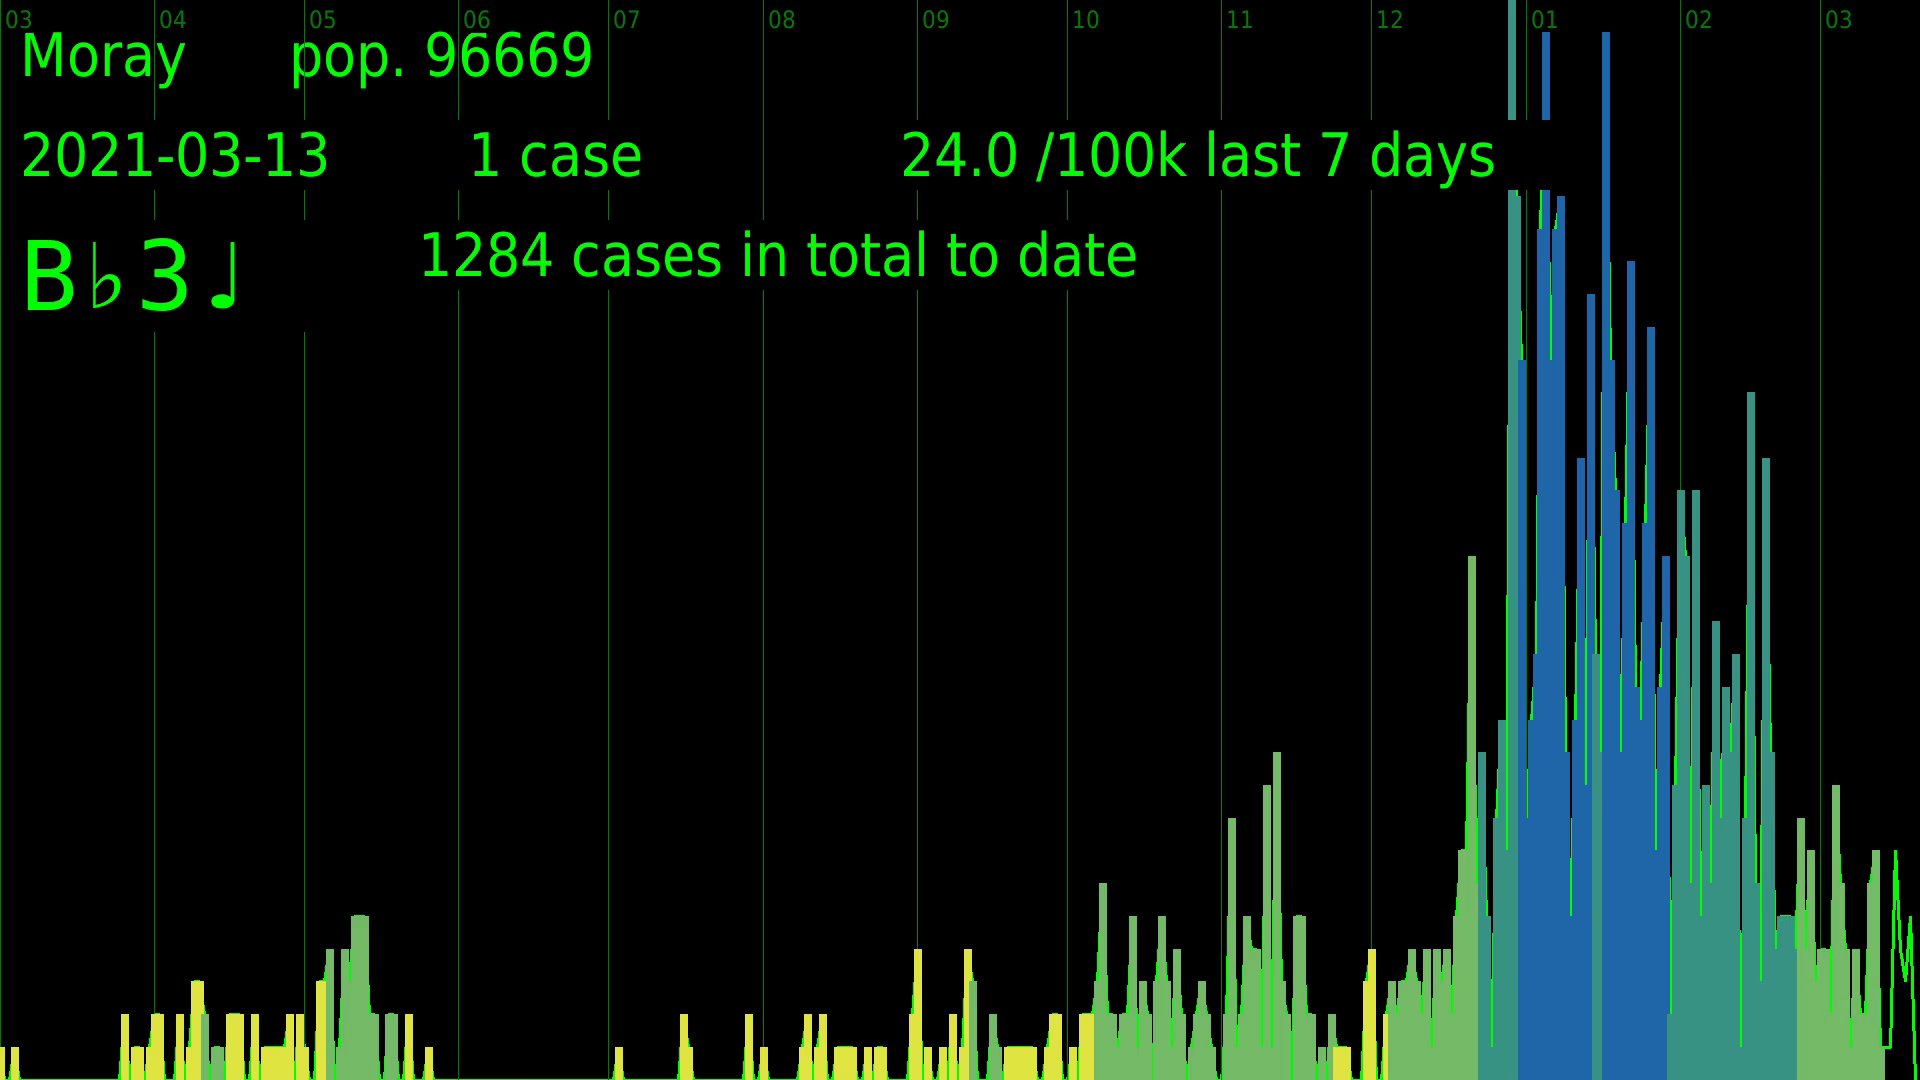 03 04 05 06 07 08 09 10 11 12 01 02 03
Moray pop. 96669
2021-03-13 1 case 24.0 /100k last 7 days
B♭3♩ 1284 cases in total to date